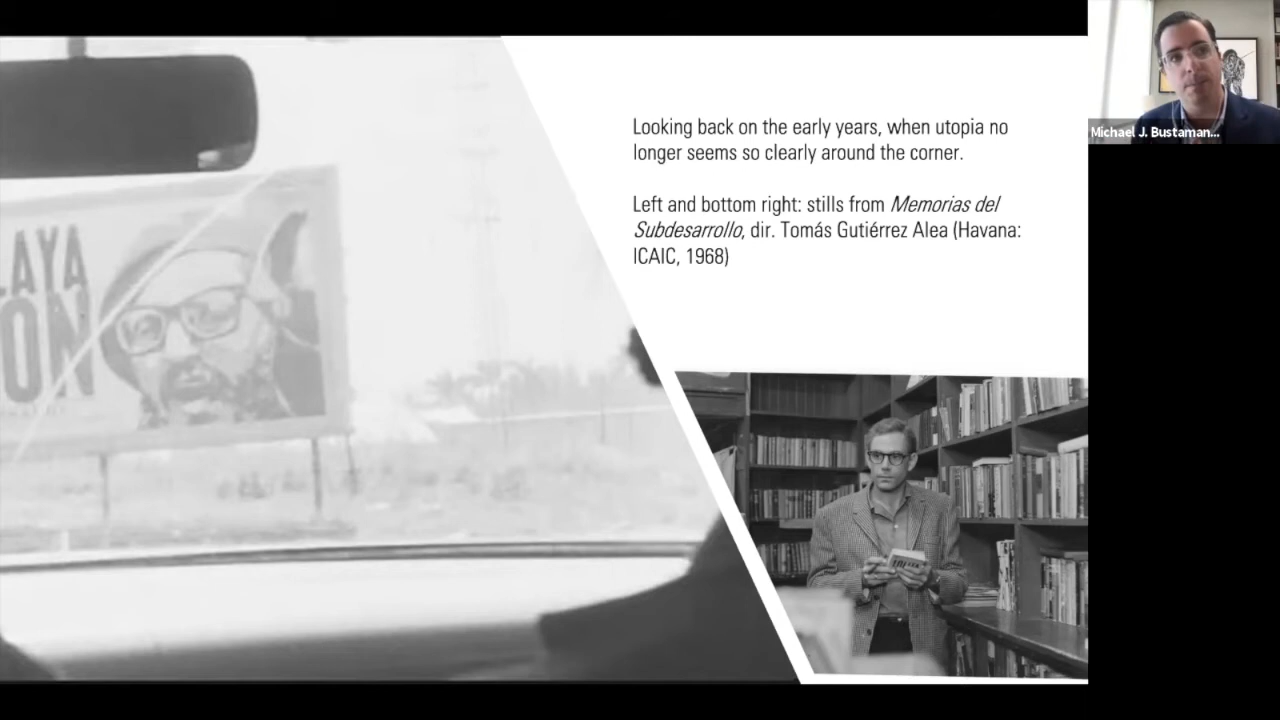 Looking back on the early years, when utopia no
longer seems so clearly around the corner.
Left and bottom right: stills from Memorias del
Subdesarrollo, dir. Tomás Gutiérrez Alea (Havana:
ICAIC, 1968)
Michael J. Bustaman...
LAYA
ON